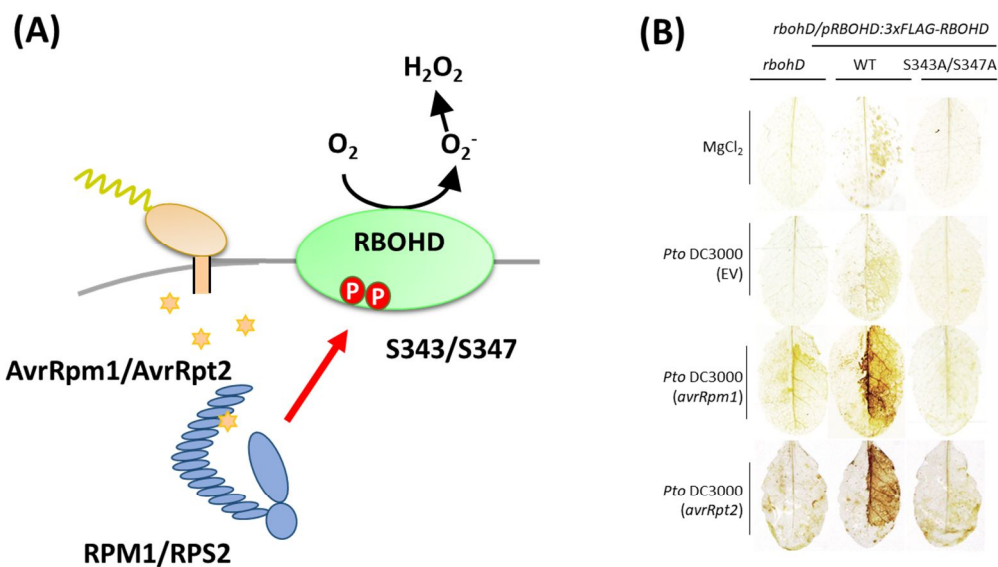 (A)
H₂O₂
O₂
O₂⁻
RBOHD
P
P
S343/S347
AvrRpm1/AvrRpt2
RPM1/RPS2
(B)
rbohD/pRBOHD:3xFLAG-RBOHD
rbohD
WT
S343A/S347A
MgCl₂
Pto DC3000
(EV)
Pto DC3000
(avrRpm1)
Pto DC3000
(avrRpt2)